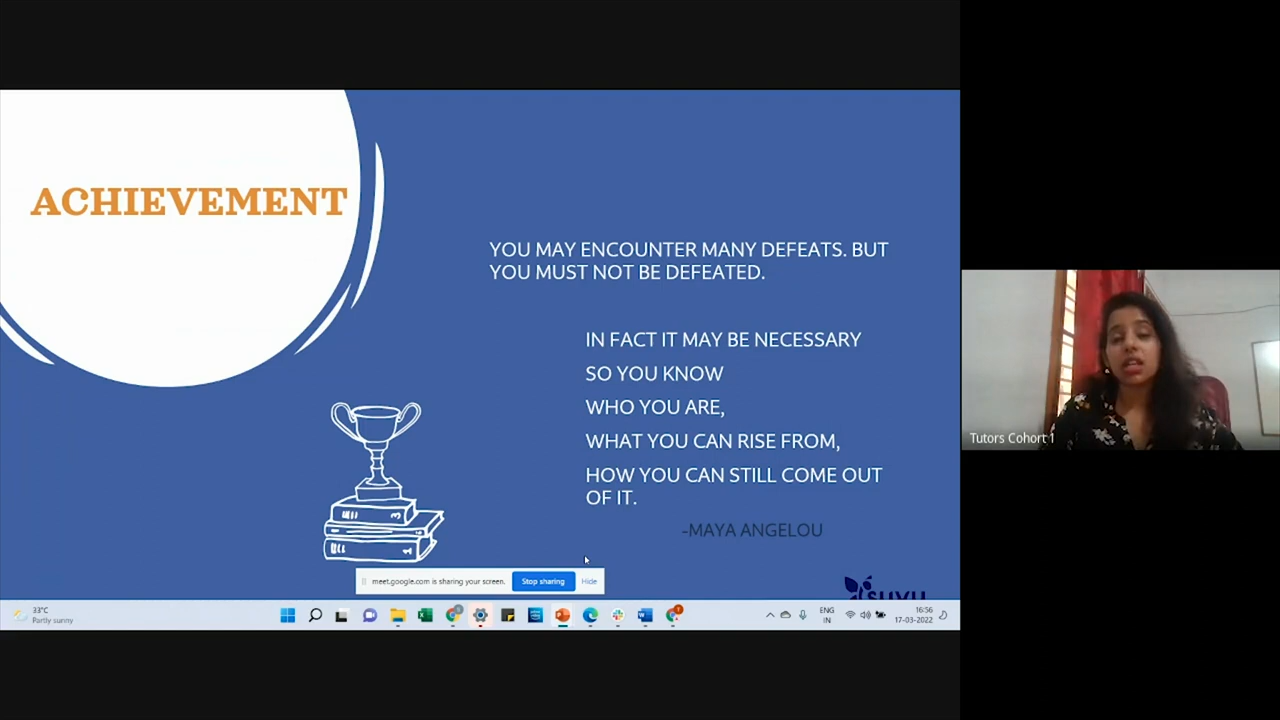 ACHIEVEMENT
YOU MAY ENCOUNTER MANY DEFEATS. BUT
YOU MUST NOT BE DEFEATED.
IN FACT IT MAY BE NECESSARY
SO YOU KNOW
WHO YOU ARE,
WHAT YOU CAN RISE FROM,
HOW YOU CAN STILL COME OUT
OF IT.
-MAYA ANGELOU
Tutors Cohort 1
meet.google.com is sharing your screen.
Stop sharing
Hide
33°C
Partly sunny
ENG
IN
16:56
17-03-2022